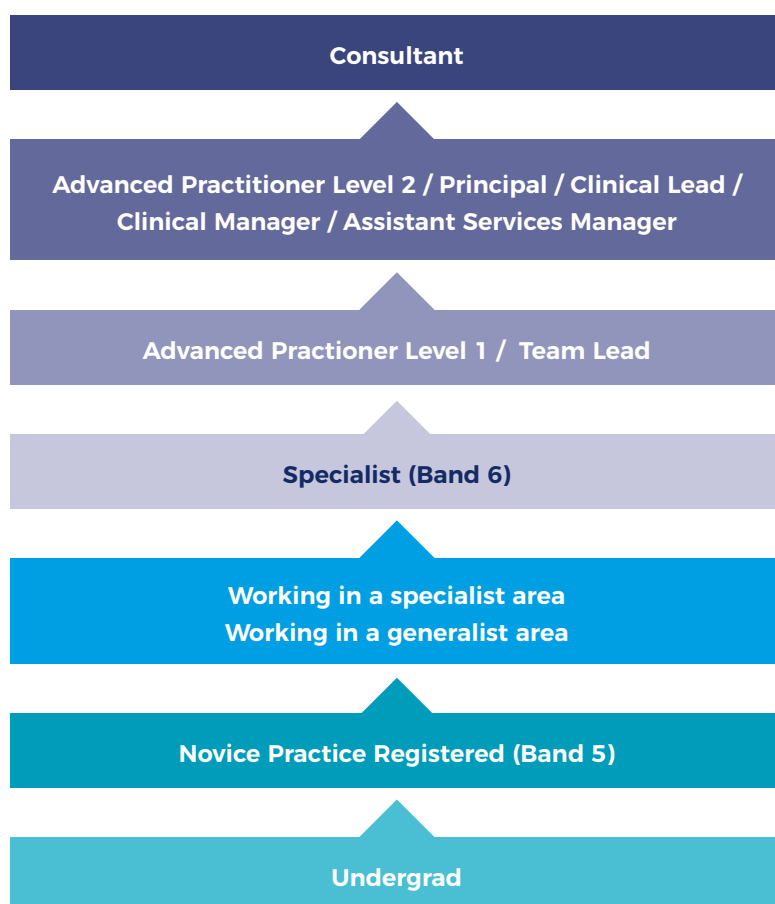 Consultant
Advanced Practitioner Level 2 / Principal / Clinical Lead /
Clinical Manager / Assistant Services Manager
Advanced Practioner Level 1 / Team Lead
Specialist (Band 6)
Working in a specialist area
Working in a generalist area
Novice Practice Registered (Band 5)
Undergrad